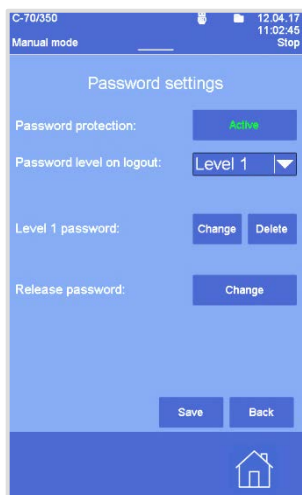 C-70/350 12.04.17
11:02:45
Manual mode Stop
Password settings
Password protection: Active
Password level on logout: Level 1
Level 1 password: Change Delete
Release password: Change
Save Back